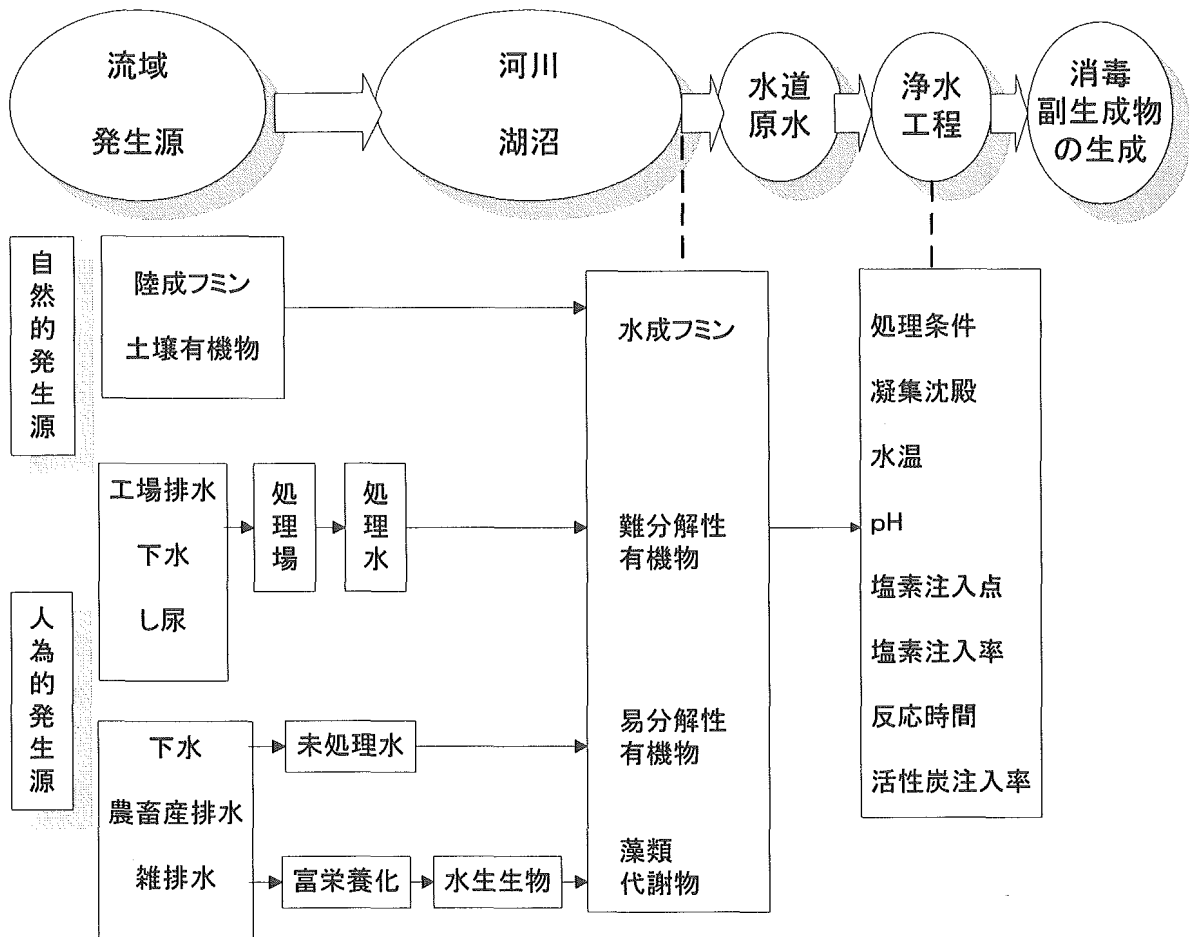 流域
発生源
河川
湖沼
水道
原水
浄水
工程
消毒
副生成物
の生成
自然的発生源
陸成フミン
土壌有機物
水成フミン
処理条件
凝集沈殿
水温
pH
塩素注入点
塩素注入率
反応時間
活性炭注入率
工場排水
下水
し尿
処理場
処理水
難分解性
有機物
人為的発生源
下水
農畜産排水
雑排水
未処理水
易分解性
有機物
富栄養化
水生生物
藻類
代謝物